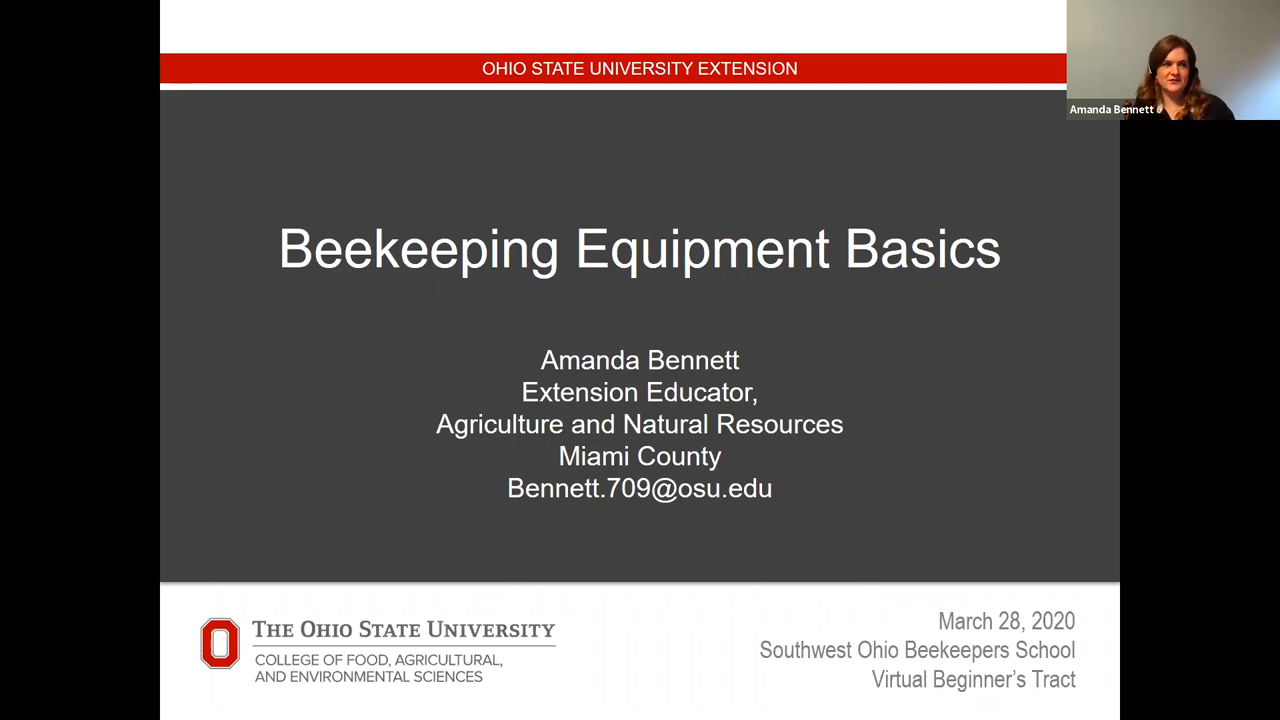 OHIO STATE UNIVERSITY EXTENSION
Amanda Bennett
Beekeeping Equipment Basics
Amanda Bennett
Extension Educator,
Agriculture and Natural Resources
Miami County
Bennett.709@osu.edu
THE OHIO STATE UNIVERSITY
COLLEGE OF FOOD, AGRICULTURAL,
AND ENVIRONMENTAL SCIENCES
March 28, 2020
Southwest Ohio Beekeepers School
Virtual Beginner's Tract